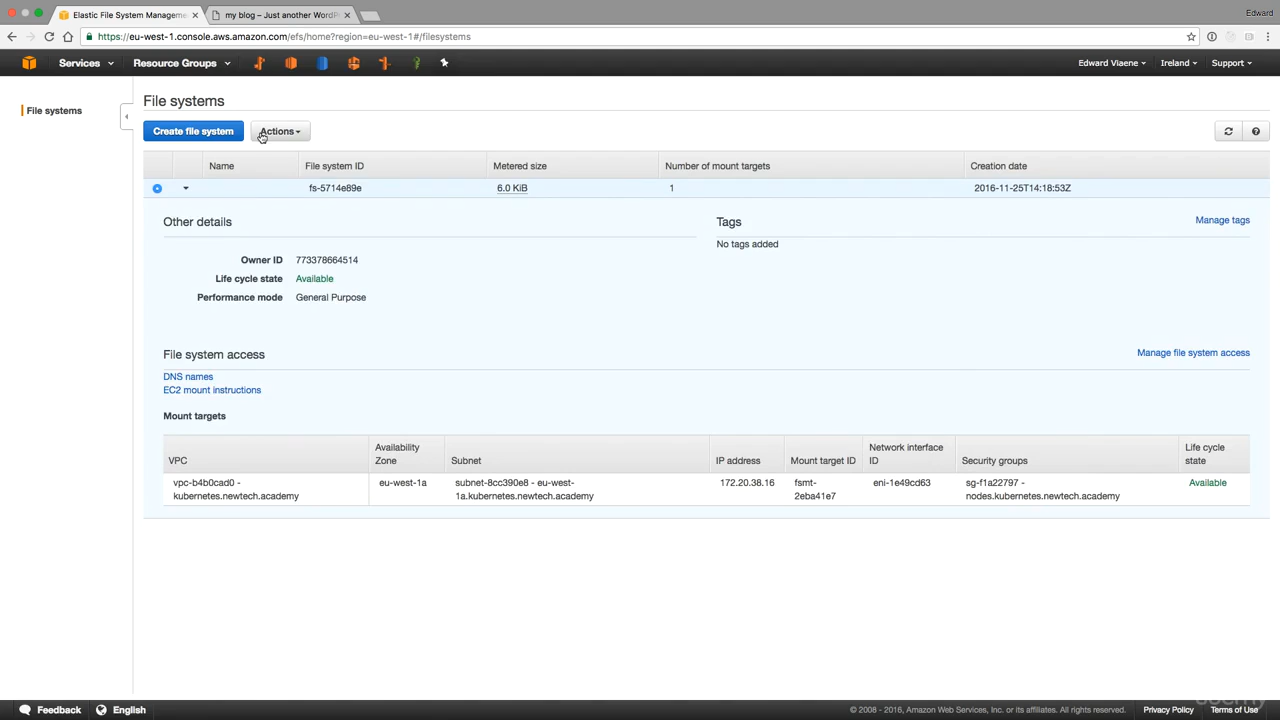 Elastic File System Manageme
my blog – Just another WordP
Edward
https://eu-west-1.console.aws.amazon.com/efs/home?region=eu-west-1#/filesystems
Services
Resource Groups
Edward Viaene
Ireland
Support
File systems
File systems
Create file system
Actions
Name
File system ID
Metered size
Number of mount targets
Creation date
fs-5714e89e
6.0 KiB
1
2016-11-25T14:18:53Z
Other details
Tags
Manage tags
No tags added
Owner ID 773378664514
Life cycle state Available
Performance mode General Purpose
File system access
Manage file system access
DNS names
EC2 mount instructions
Mount targets
VPC
Availability Zone
Subnet
IP address
Mount target ID
Network interface ID
Security groups
Life cycle state
vpc-b4b0cad0 -
kubernetes.newtech.academy
eu-west-1a
subnet-8cc390e8 - eu-west-
1a.kubernetes.newtech.academy
172.20.38.16
fsmt-
2eba41e7
eni-1e49cd63
sg-f1a22797 -
nodes.kubernetes.newtech.academy
Available
Feedback
English
© 2008 - 2016, Amazon Web Services, Inc. or its affiliates. All rights reserved.
Privacy Policy
Terms of Use